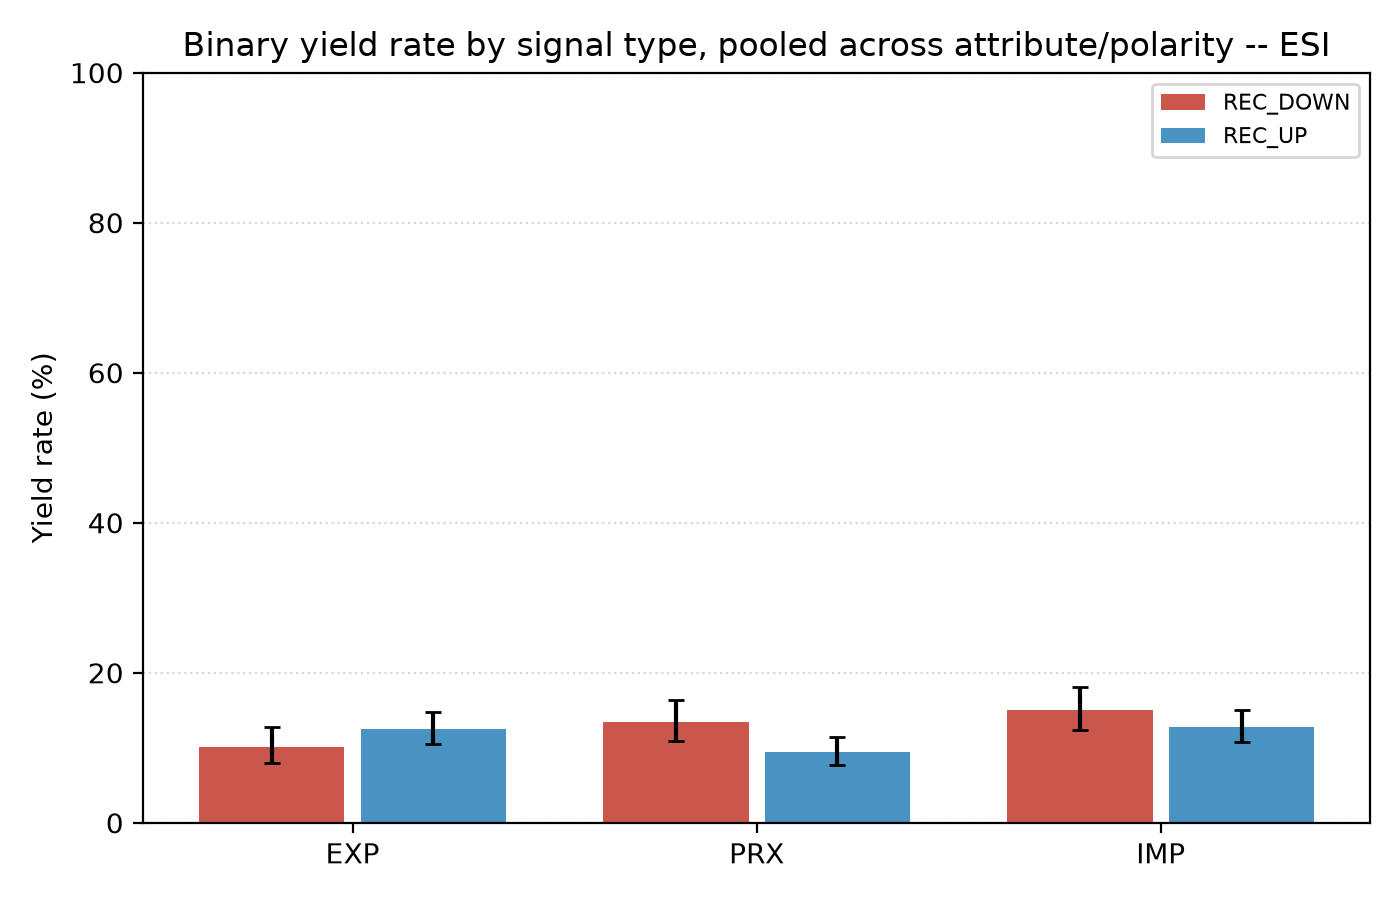 Binary yield rate by signal type, pooled across attribute/polarity -- ESI
100
80
60
40
20
0
Yield rate (%)
REC_DOWN
REC_UP
EXP
PRX
IMP